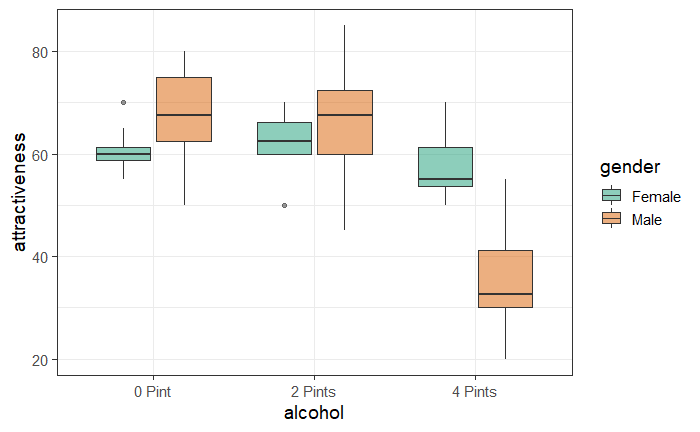 attractiveness
80
60
40
20
0 Pint
2 Pints
4 Pints
alcohol
gender
Female
Male